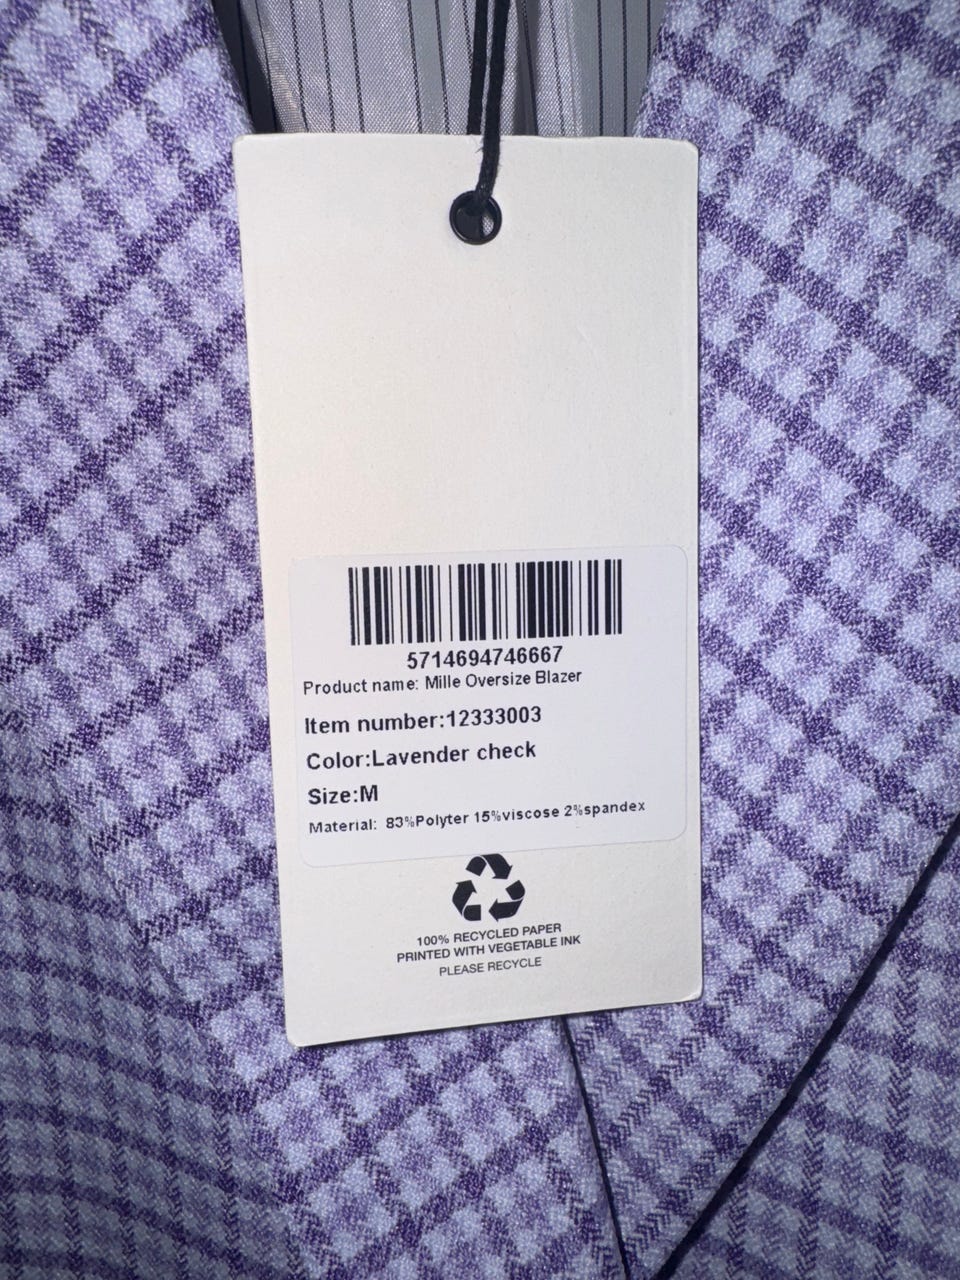 5714694746667
Product name: Mille Oversize Blazer
Item number:12333003
Color:Lavender check
Size:M
Material: 83%Polyter 15%viscose 2%spandex
100% RECYCLED PAPER
PRINTED WITH VEGETABLE INK
PLEASE RECYCLE